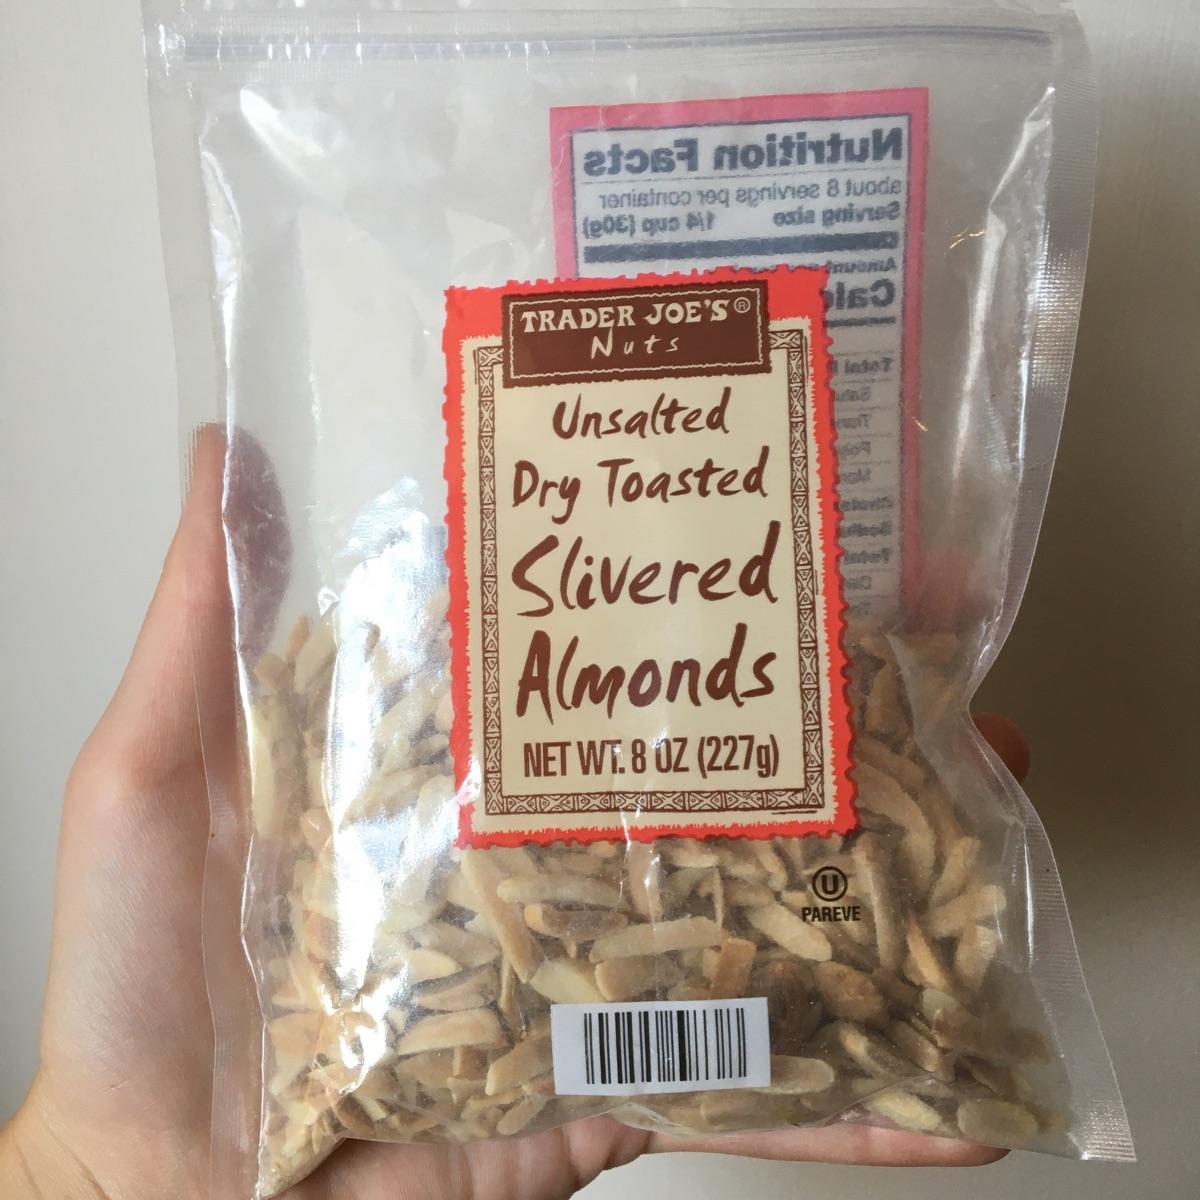 Nutrition Facts
about 8 servings per container
Serving size 1/4 cup (30g)
TRADER JOE'S®
Nuts
Unsalted
Dry Toasted
Slivered
Almonds
NET WT. 8 OZ (227g)
U
PAREVE